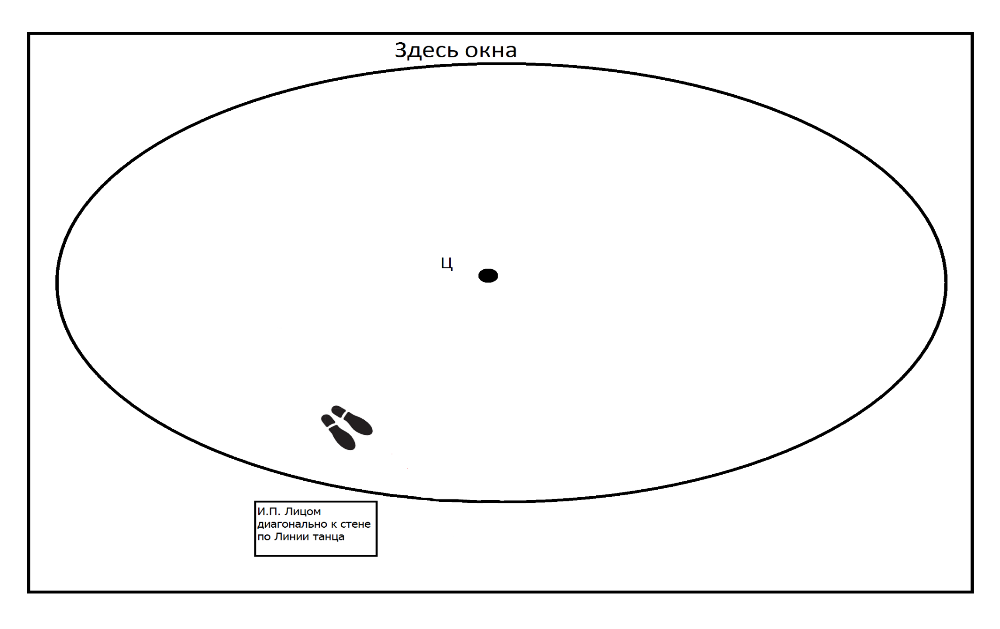 Здесь окна
Ц
И.П. Лицом
диагонально к стене
по Линии танца